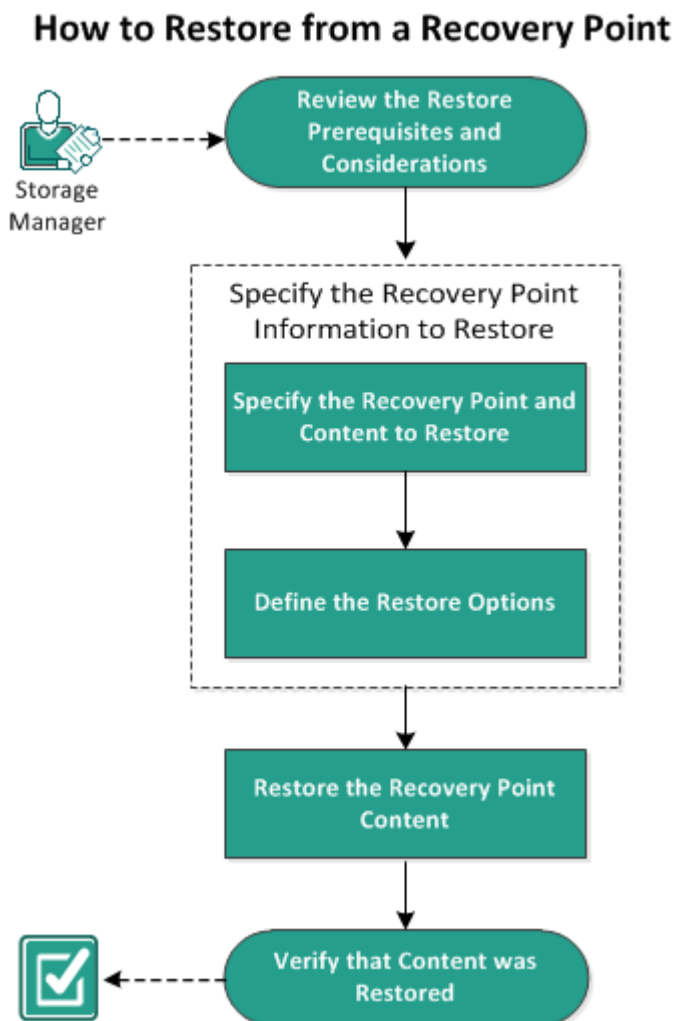 How to Restore from a Recovery Point
Review the Restore
Prerequisites and
Considerations
Storage
Manager
Specify the Recovery Point
Information to Restore
Specify the Recovery Point and
Content to Restore
Define the Restore Options
Restore the Recovery Point
Content
Verify that Content was
Restored